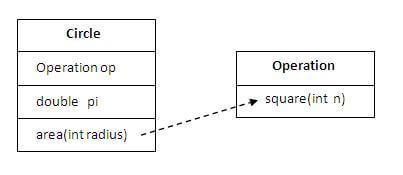 Circle
Operation op
double pi
area(int radius)
Operation
square(int n)